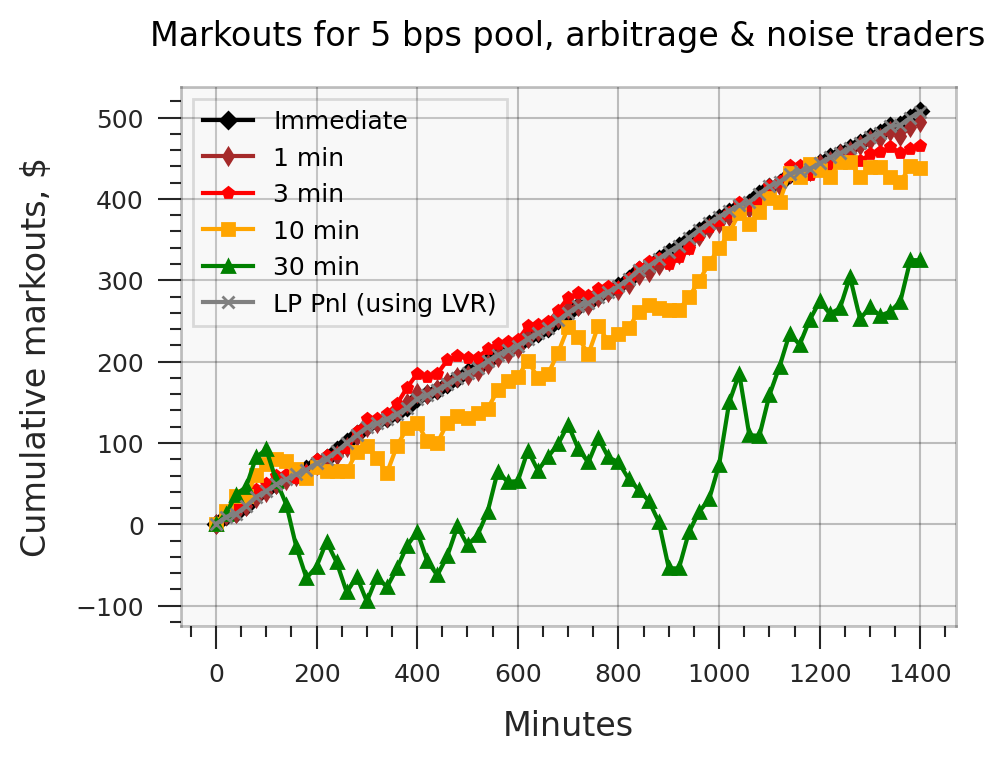 Markouts for 5 bps pool, arbitrage & noise traders
Cumulative markouts, $
500
400
300
200
100
0
−100
Immediate
1 min
3 min
10 min
30 min
LP Pnl (using LVR)
0 200 400 600 800 1000 1200 1400
Minutes